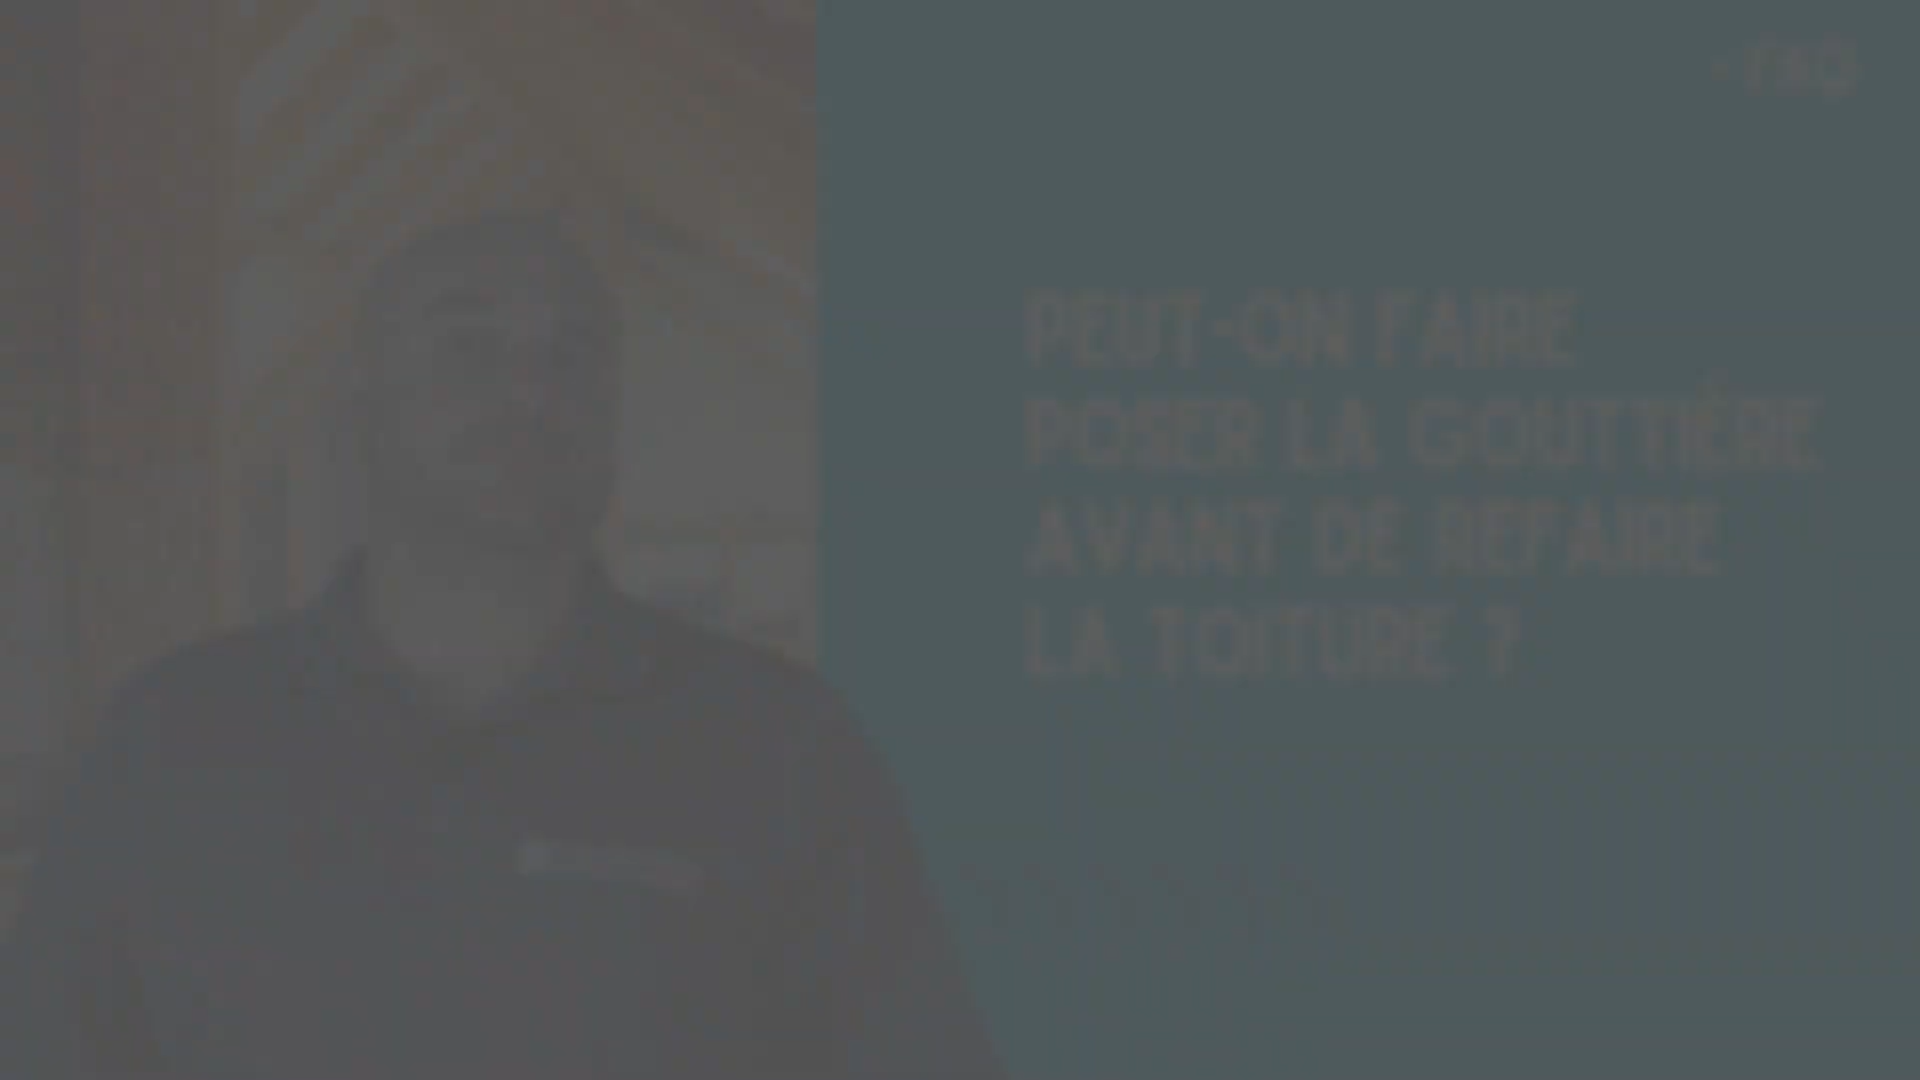 PEUT-ON FAIRE
POSER LA GOUTTIÈRE
AVANT DE REFAIRE
LA TOITURE ?